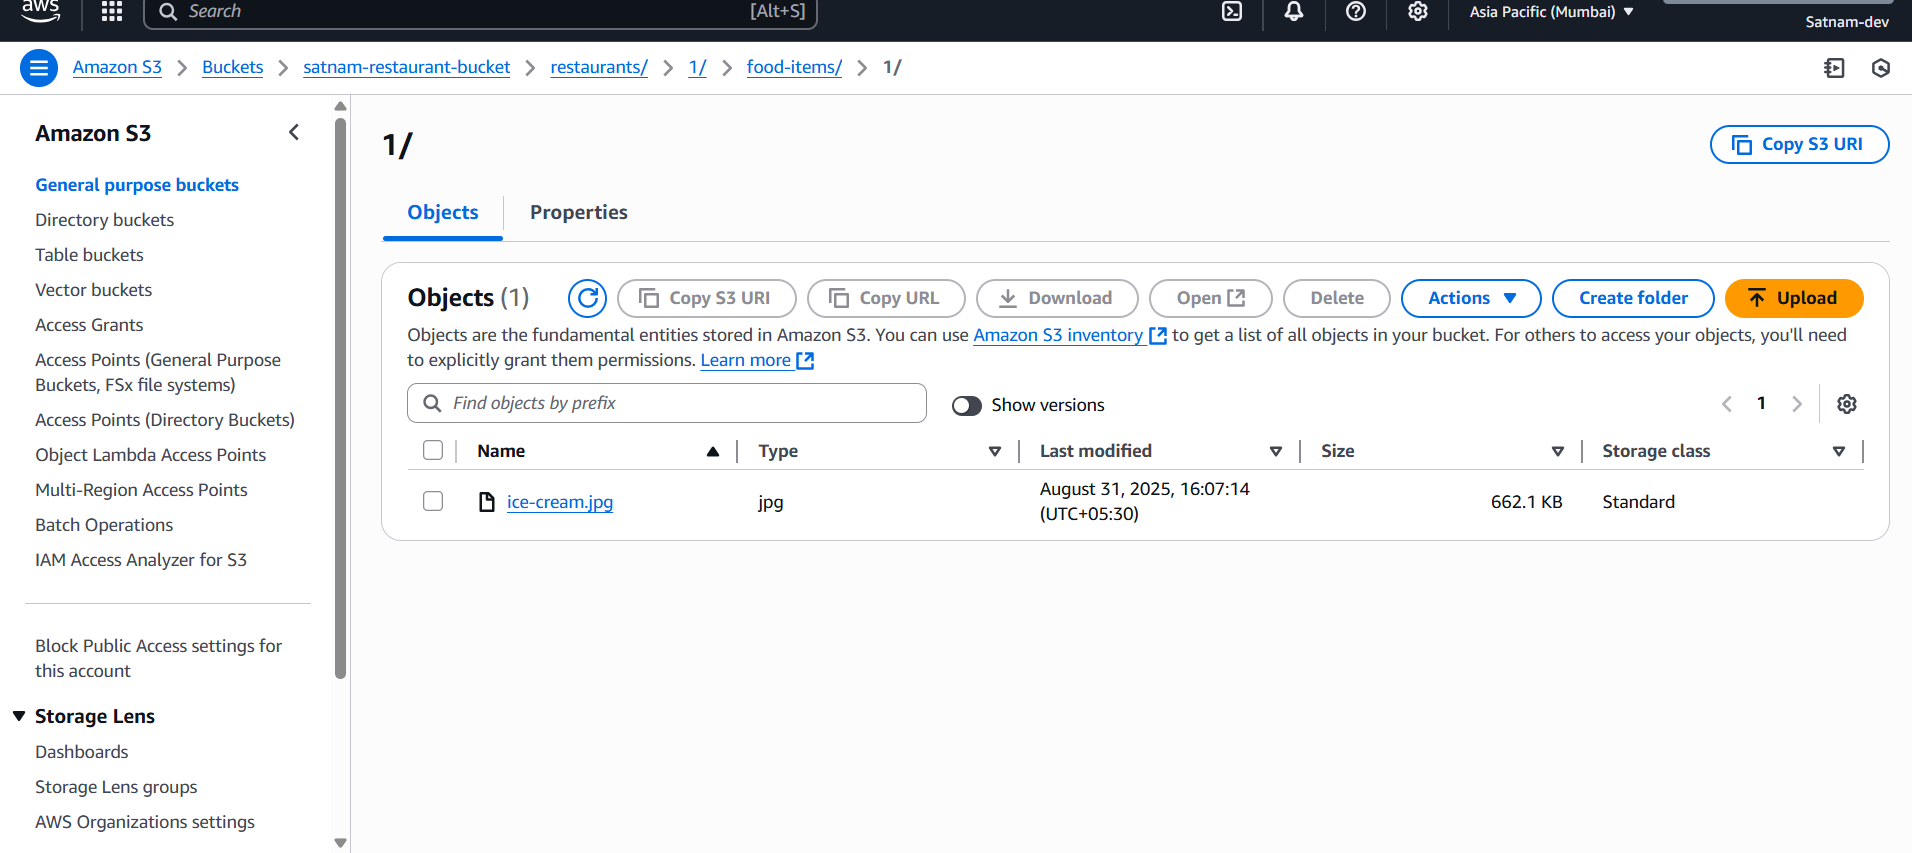 aws
Search [Alt+S]
Asia Pacific (Mumbai)
Satnam-dev
Amazon S3 Buckets satnam-restaurant-bucket restaurants/ 1/ food-items/ 1/
Amazon S3
General purpose buckets
Directory buckets
Table buckets
Vector buckets
Access Grants
Access Points (General Purpose
Buckets, FSx file systems)
Access Points (Directory Buckets)
Object Lambda Access Points
Multi-Region Access Points
Batch Operations
IAM Access Analyzer for S3
Block Public Access settings for
this account
Storage Lens
Dashboards
Storage Lens groups
AWS Organizations settings
1/
Copy S3 URI
Objects Properties
Objects (1) Copy S3 URI Copy URL Download Open Delete Actions Create folder Upload
Objects are the fundamental entities stored in Amazon S3. You can use Amazon S3 inventory to get a list of all objects in your bucket. For others to access your objects, you'll need
to explicitly grant them permissions. Learn more
Find objects by prefix Show versions 1
Name Type Last modified Size Storage class
ice-cream.jpg jpg August 31, 2025, 16:07:14 662.1 KB Standard
(UTC+05:30)